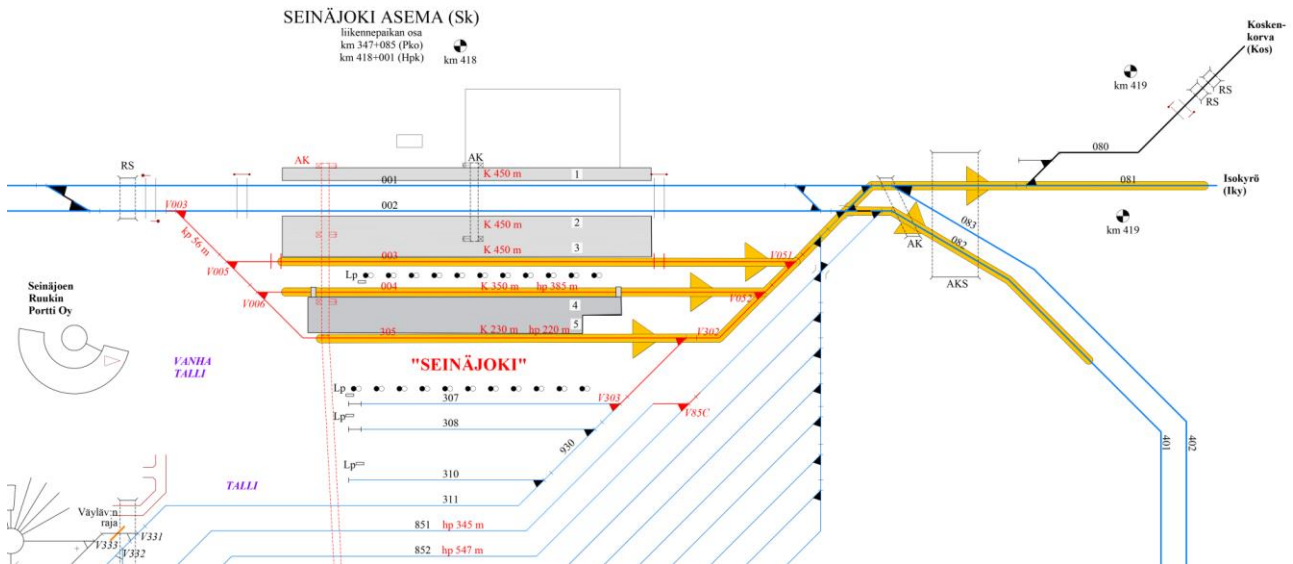 SEINÄJOKI ASEMA (Sk)
liikennepaikan osa
km 347+085 (Pko)
km 418+001 (Hpk)
km 418
Kosken-
korva
(Kos)
km 419
RS
RS
RS
AK
AK
K 450 m
1
080
001
081
Isokyrö
(Iky)
V003
002
2
K 450 m
083
km 419
kp 56 m
AK
082
K 450 m
3
003
V051
V005
Lp
AKS
004
K 350 m
hp 385 m
V006
4
V052
Seinäjoen
Ruukin
Portti Oy
305
K 230 m
hp 220 m
5
V302
VANHA
TALLI
"SEINÄJOKI"
Lp
307
V303
V85C
Lp
308
930
401
402
Lp
310
TALLI
311
Väyläv:n
raja
851
hp 345 m
V331
V333
V332
852
hp 547 m